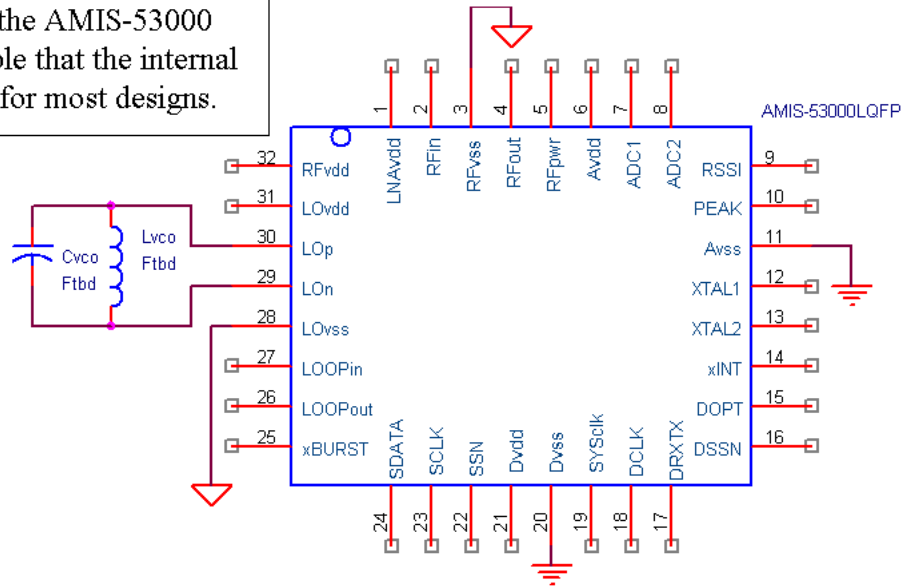 the AMIS-53000
that the internal
for most designs.
AMIS-53000LQFP
1 2 3 4 5 6 7 8
LNAvdd RFin RFvss RFout RFpwr Avdd ADC1 ADC2
32 RFvdd
31 LOvdd
30 LOp
29 LOn
28 LOvss
27 LOOPin
26 LOOPout
25 xBURST
Cvco
Ftbd
Lvco
Ftbd
RSSI 9
PEAK 10
Avss 11
XTAL1 12
XTAL2 13
xINT 14
DOPT 15
DSSN 16
SDATA SCLK SSN Dvdd Dvss SYSclk DCLK DRXTX
24 23 22 21 20 19 18 17